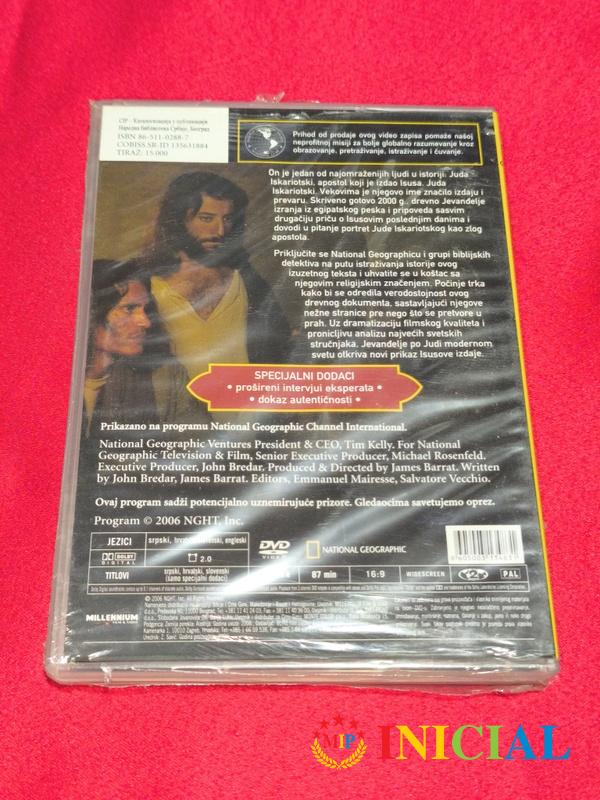 CIP - Каталогизација у публикацији
Народна библиотека Србије, Београд
ISBN 86-511-0288-7
COBISS.SR-ID 135631884
TIRAŽ: 15 000
Prihod od prodaje ovog video zapisa pomaže našoj
neprofitnoj misiji za bolje globalno razumevanje kroz
obrazovanje, pretraživanje, istraživanje i čuvanje.
On je jedan od najomraženijih ljudi u istoriji: Juda
Iskariotski, apostol koji je izdao Isusa. Juda
Iskariotski. Vekovima je njegovo ime značilo izdaju i
prevaru. Skriveno gotovo 2000 g., drevno Jevanđelje
izranja iz egipatskog peska i pripoveda sasvim
drugačiju priču o Isusovim poslednjim danima i
dovodi u pitanje portret Jude Iskariotskog kao zlog
apostola.
Priključite se National Geographicu i grupi biblijskih
detektiva na putu istraživanja istorije ovog
izuzetnog teksta i uhvatite se u koštac sa
njegovim religijskim značenjem. Počinje trka
kako bi se odredila verodostojnost ovog
drevnog dokumenta, sastavljajući njegove
nežne stranice pre nego što se pretvore u
prah. Uz dramatizaciju filmskog kvaliteta i
pronicljivu analizu najvećih svetskih
stručnjaka, Jevanđelje po Judi modernom
svetu otkriva novi prikaz Isusove izdaje.
SPECIJALNI DODACI
• prošireni intervjui eksperata •
• dokaz autentičnosti •
Prikazano na programu National Geographic Channel International.
National Geographic Ventures President & CEO, Tim Kelly. For National
Geographic Television & Film, Senior Executive Producer, Michael Rosenfeld.
Executive Producer, John Bredar. Produced & Directed by James Barrat. Written
by John Bredar, James Barrat. Editors, Emmanuel Mairesse, Salvatore Vecchio.
Ovaj program sadži potencijalno uznemirujuće prizore. Gledaocima savetujemo oprez.
Program © 2006 NGHT, Inc.
JEZICI srpski, hrvatski, engleski
DOLBY DIGITAL 2.0
DVD VIDEO
NATIONAL GEOGRAPHIC
TITLOVI srpski, hrvatski, slovenski
(samo specijalni dodaci)
87 min 16:9 WIDESCREEN 2 PAL
MILLENNIUM
MIP INICIAL